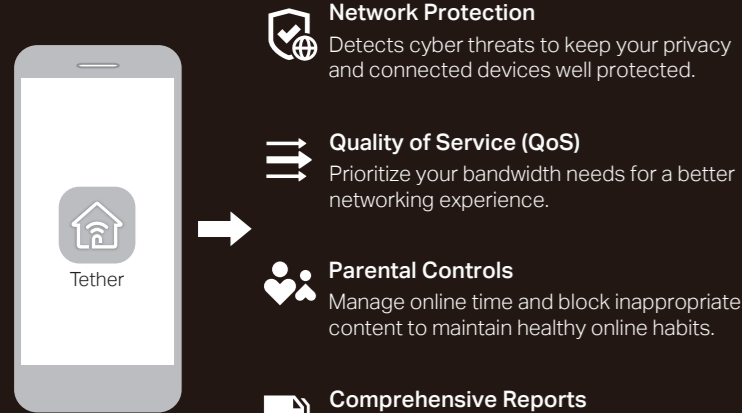 Network Protection
Detects cyber threats to keep your privacy
and connected devices well protected.
Quality of Service (QoS)
Prioritize your bandwidth needs for a better
networking experience.
Tether
Parental Controls
Manage online time and block inappropriate
content to maintain healthy online habits.
Comprehensive Reports